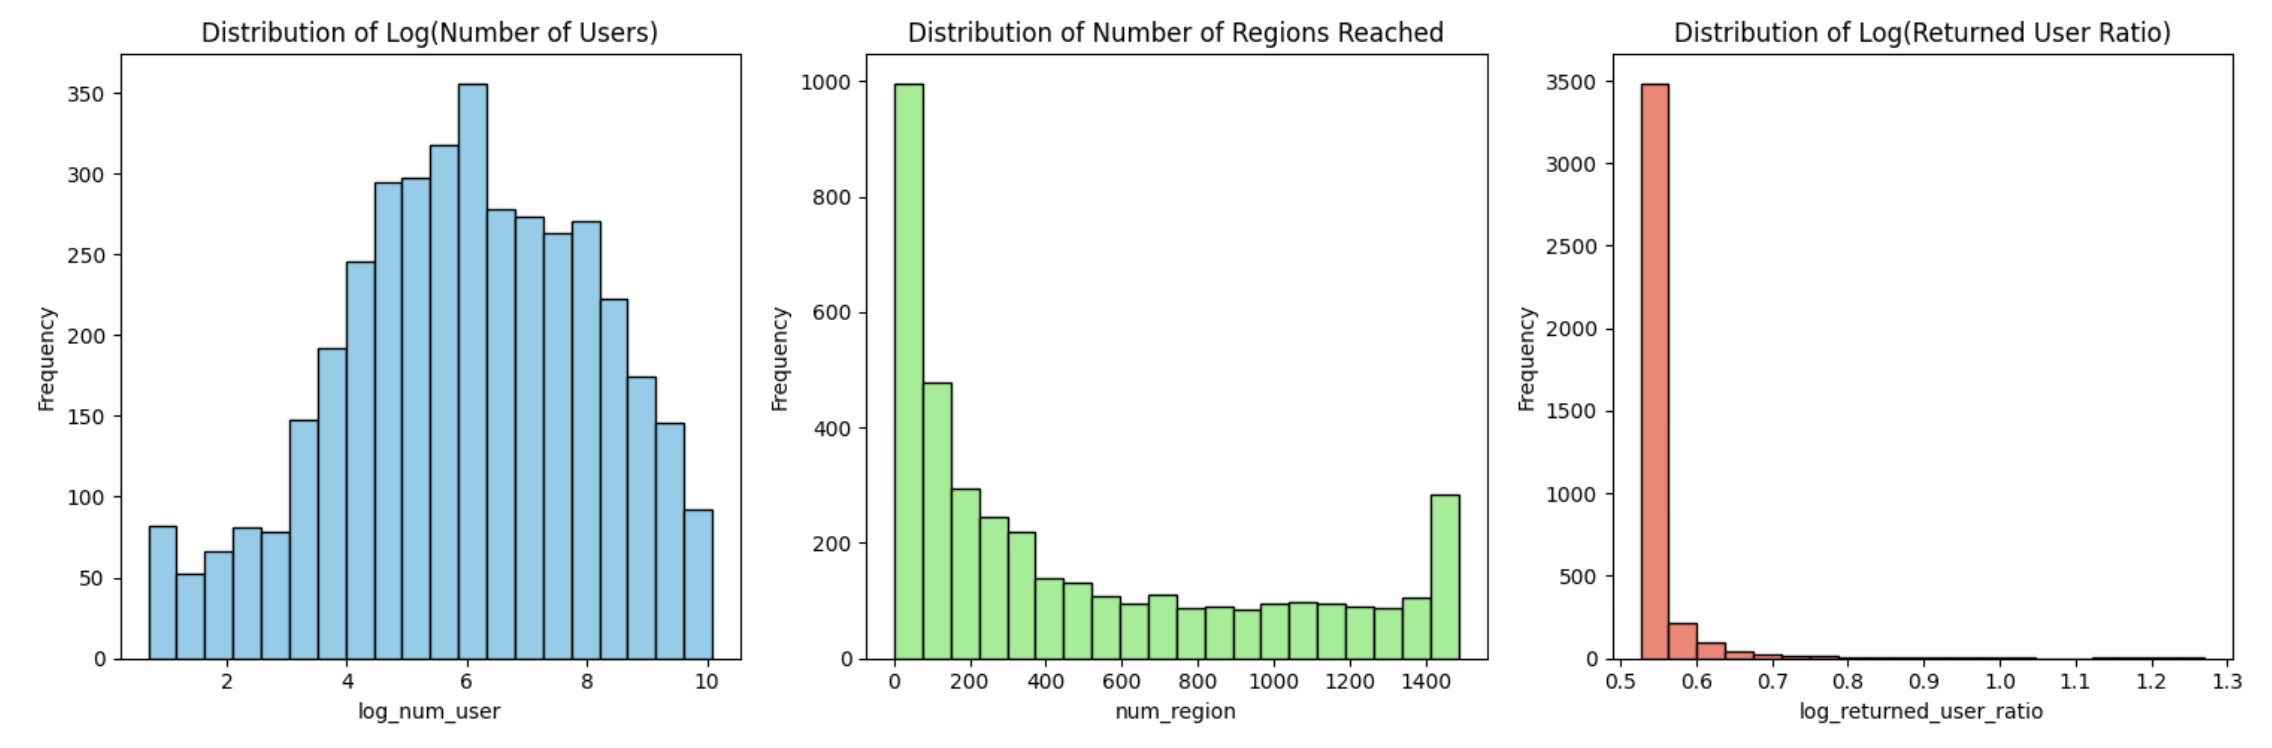 Distribution of Log(Number of Users)
Frequency
350
300
250
200
150
100
50
0
2 4 6 8 10
log_num_user
Distribution of Number of Regions Reached
Frequency
1000
800
600
400
200
0
0 200 400 600 800 1000 1200 1400
num_region
Distribution of Log(Returned User Ratio)
Frequency
3500
3000
2500
2000
1500
1000
500
0
0.5 0.6 0.7 0.8 0.9 1.0 1.1 1.2 1.3
log_returned_user_ratio